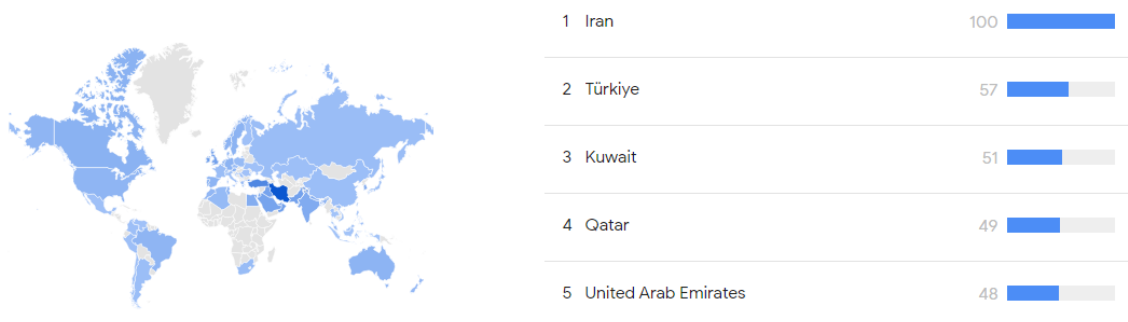 1 Iran 100
2 Türkiye 57
3 Kuwait 51
4 Qatar 49
5 United Arab Emirates 48